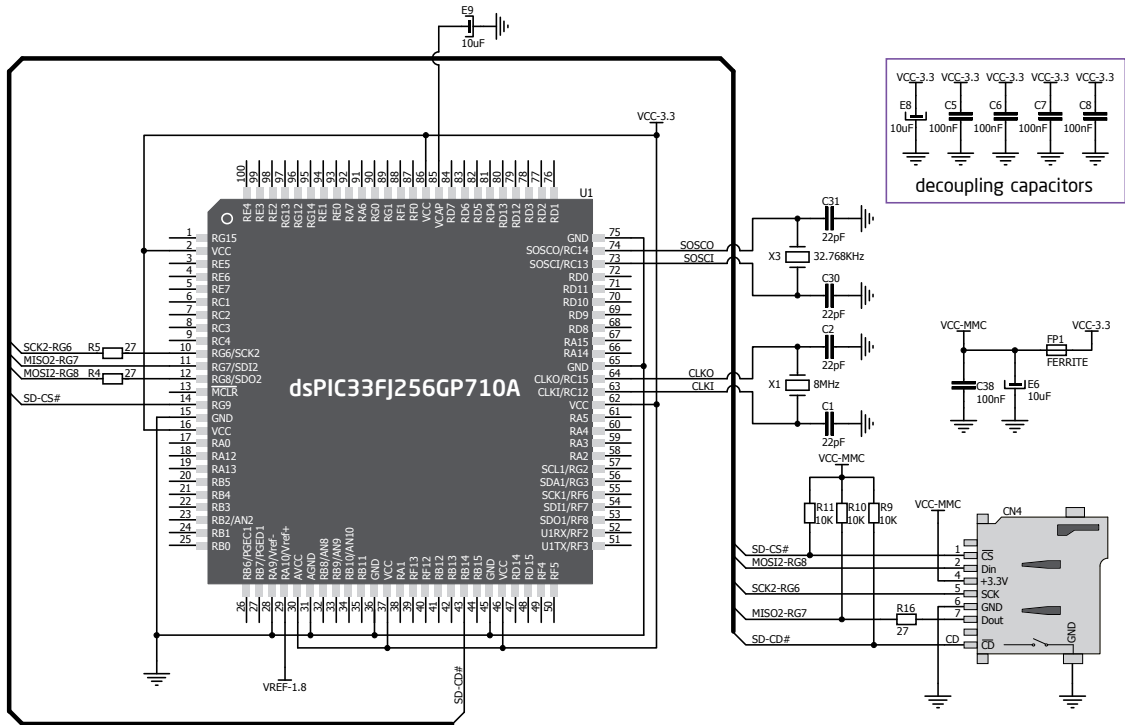 E9
10uF
VCC-3.3
E8
10uF
VCC-3.3
C5
100nF
VCC-3.3
C6
100nF
VCC-3.3
C7
100nF
VCC-3.3
C8
100nF
decoupling capacitors
VCC-3.3
U1
100 99 98 97 96 95 94 93 92 91 90 89 88 87 86 85 84 83 82 81 80 79 78 77 76
RE4 RE3 RE2 RG13 RG12 RG14 RE1 RE0 RA7 RA6 RG0 RG1 RF1 RF0 VCC VCAP RD7 RD6 RD5 RD4 RD13 RD12 RD3 RD2 RD1
1 RG15
2 VCC
3 RE5
4 RE6
5 RE7
6 RC1
7 RC2
8 RC3
9 RC4
SCK2-RG6 R5 27 10 RG6/SCK2
MISO2-RG7 11 RG7/SDI2
MOSI2-RG8 R4 27 12 RG8/SDO2
13 MCLR
SD-CS# 14 RG9
15 GND
16 VCC
17 RA0
18 RA12
19 RA13
20 RB5
21 RB4
22 RB3
23 RB2/AN2
24 RB1
25 RB0
dsPIC33FJ256GP710A
GND 75
SOSCO/RC14 74 SOSCO
SOSCI/RC13 73 SOSCI
RD0 72
RD11 71
RD10 70
RD9 69
RD8 68
RA15 67
RA14 66
GND 65
CLKO/RC15 64 CLKO
CLKI/RC12 63 CLKI
VCC 62
RA5 61
RA4 60
RA3 59
RA2 58
SCL1/RG2 57
SDA1/RG3 56
SCK1/RF6 55
SDI1/RF7 54
SDO1/RF8 53
U1RX/RF2 52
U1TX/RF3 51
RB6/PGEC1 RB7/PGED1 RA9/Vref- RA10/Vref+ AVCC AGND RB8/AN8 RB9/AN9 RB10/AN10 RB11 GND VCC RA1 RF13 RF12 RB12 RB13 RB14 RB15 GND VCC RD14 RD15 RF4 RF5
26 27 28 29 30 31 32 33 34 35 36 37 38 39 40 41 42 43 44 45 46 47 48 49 50
VREF-1.8
SD-CD#
C31
22pF
X3 32.768KHz
C30
22pF
C2
22pF
X1 8MHz
C1
22pF
VCC-MMC
VCC-3.3
FP1
FERRITE
C38
100nF
E6
10uF
VCC-MMC
R11
10K
R10
10K
R9
10K
VCC-MMC
CN4
SD-CS# 1 CS
MOSI2-RG8 2 Din
4 +3.3V
SCK2-RG6 5 SCK
6 GND
MISO2-RG7 R16 27 7 Dout
SD-CD# CD CD
GND